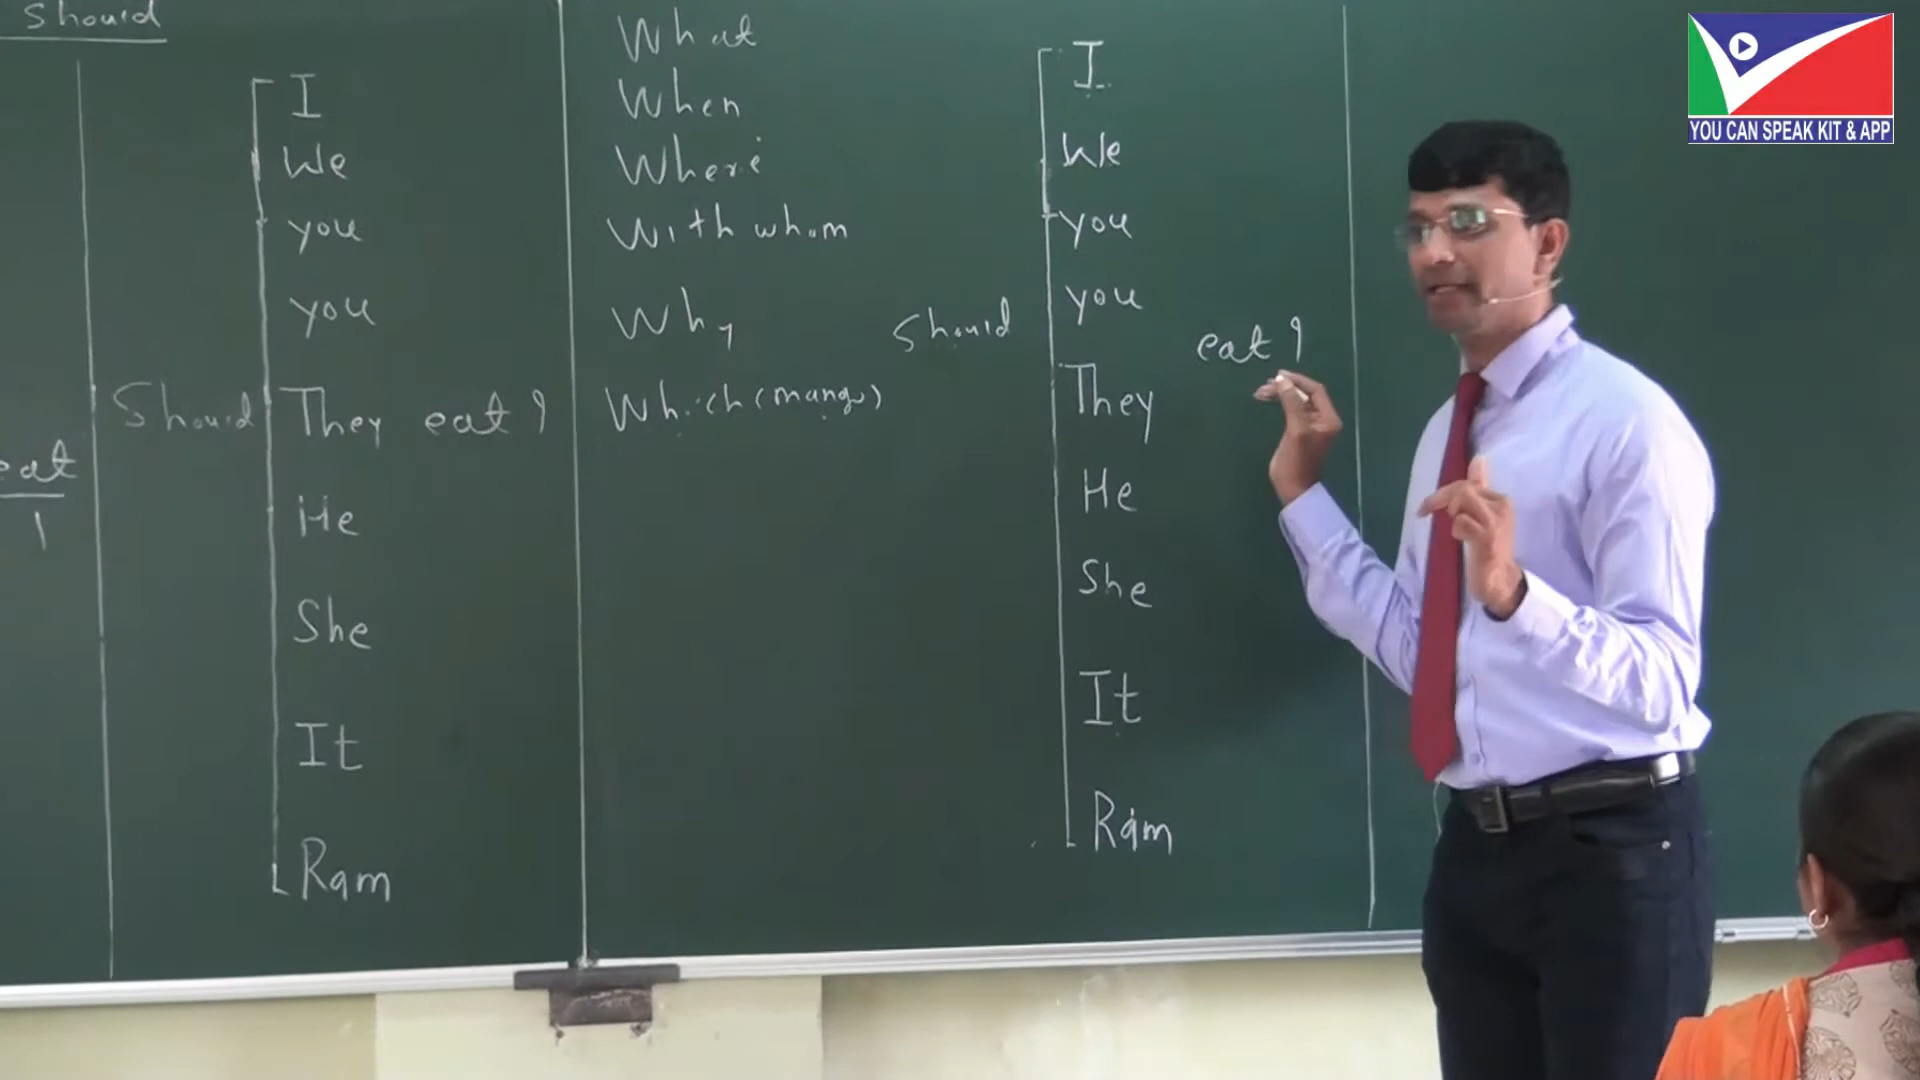 Should
eat
1
Should
I
We
you
you
They eat ?
He
She
It
Ram
What
When
Where
With whom
Why
Which (mango)
Should
I
We
you
you
They
He
She
It
Ram
eat ?
YOU CAN SPEAK KIT & APP